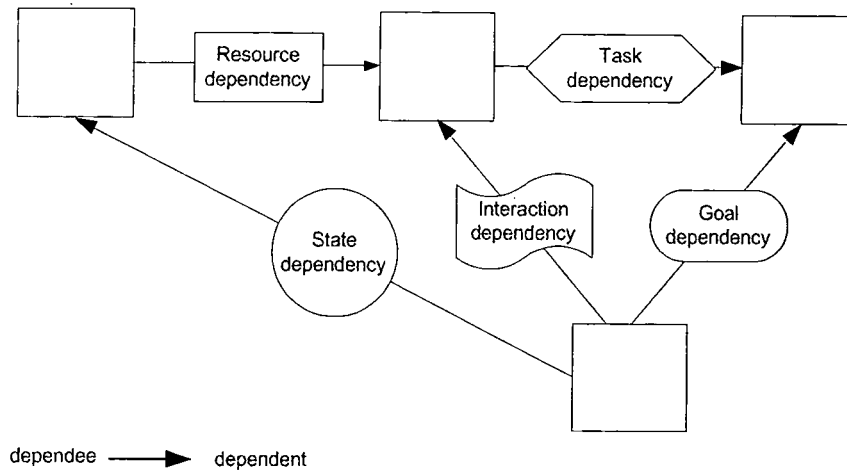 Resource
dependency
Task
dependency
Interaction
dependency
Goal
dependency
State
dependency
dependee
dependent